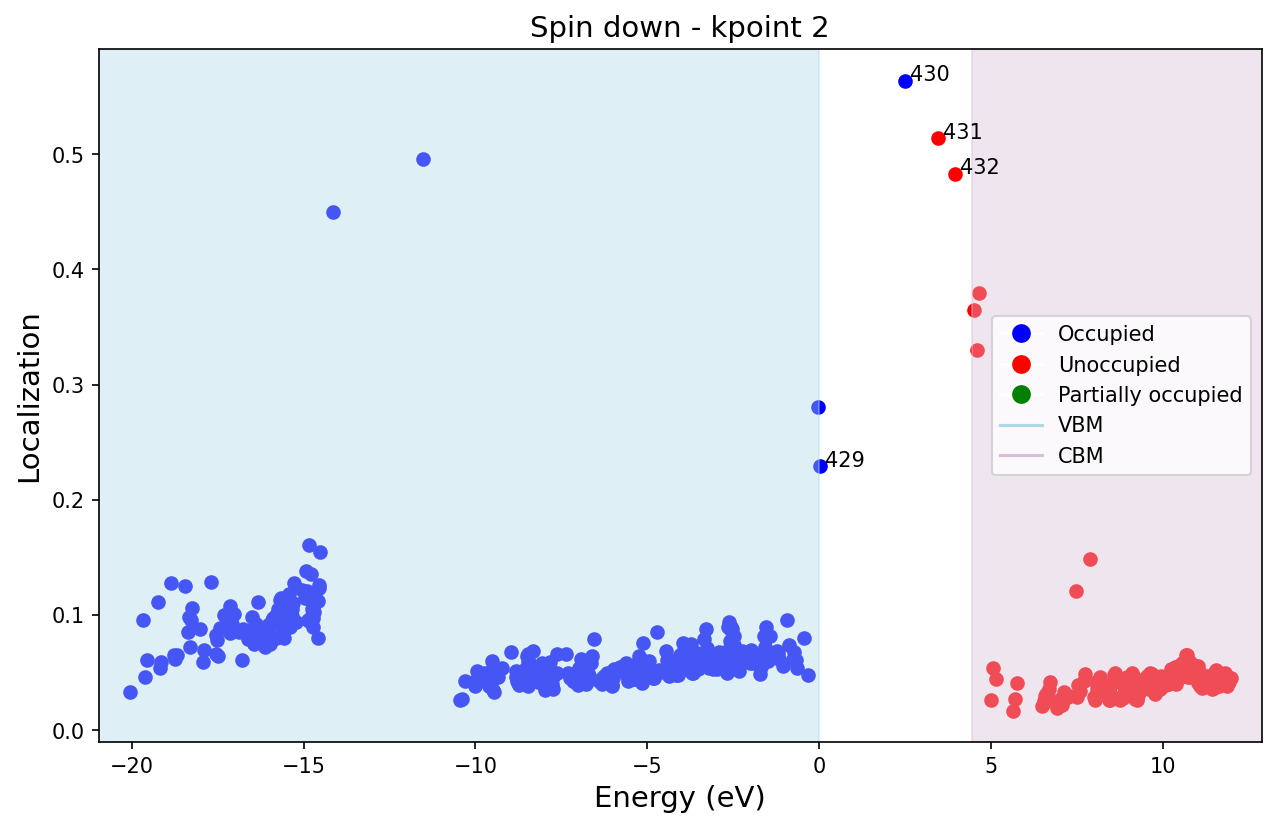 Spin down - kpoint 2
430
431
432
429
Localization
0.5
0.4
0.3
0.2
0.1
0.0
Occupied
Unoccupied
Partially occupied
VBM
CBM
−20
−15
−10
−5
0
5
10
Energy (eV)